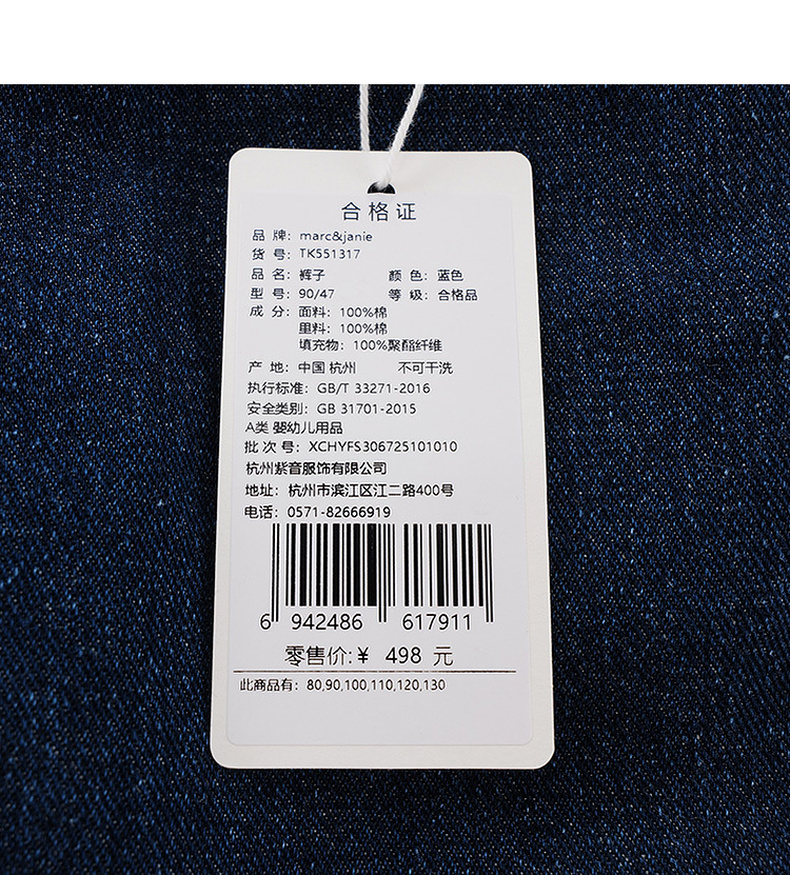 合格证
品 牌： marc&janie
货 号： TK551317
品 名： 裤子 颜 色： 蓝色
型 号： 90/47 等 级： 合格品
成 分： 面料： 100%棉
里料： 100%棉
填充物： 100%聚酯纤维
产 地： 中国 杭州 不可干洗
执行标准： GB/T 33271-2016
安全类别： GB 31701-2015
A类 婴幼儿用品
批 次 号： XCHYFS306725101010
杭州紫音服饰有限公司
地址： 杭州市滨江区江二路400号
电话： 0571-82666919
6 942486 617911
零售价:¥ 498 元
此商品有： 80,90,100,110,120,130